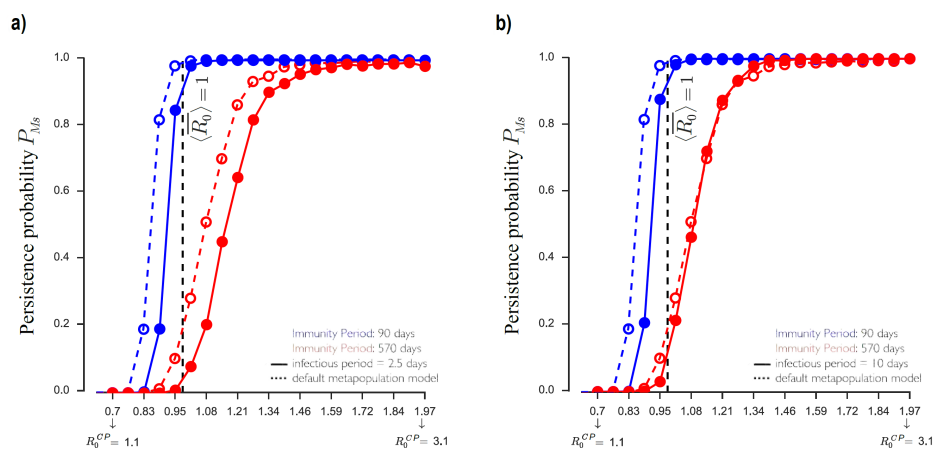 a)
Persistence probability P_Ms
1.0
0.8
0.6
0.4
0.2
0.0
⟨R̅₀⟩ = 1
Immunity Period: 90 days
Immunity Period: 570 days
infectious period = 2.5 days
default metapopulation model
0.7 0.83 0.95 1.08 1.21 1.34 1.46 1.59 1.72 1.84 1.97
R₀^CP = 1.1
R₀^CP = 3.1
b)
Persistence probability P_Ms
1.0
0.8
0.6
0.4
0.2
0.0
⟨R̅₀⟩ = 1
Immunity Period: 90 days
Immunity Period: 570 days
infectious period = 10 days
default metapopulation model
0.7 0.83 0.95 1.08 1.21 1.34 1.46 1.59 1.72 1.84 1.97
R₀^CP = 1.1
R₀^CP = 3.1